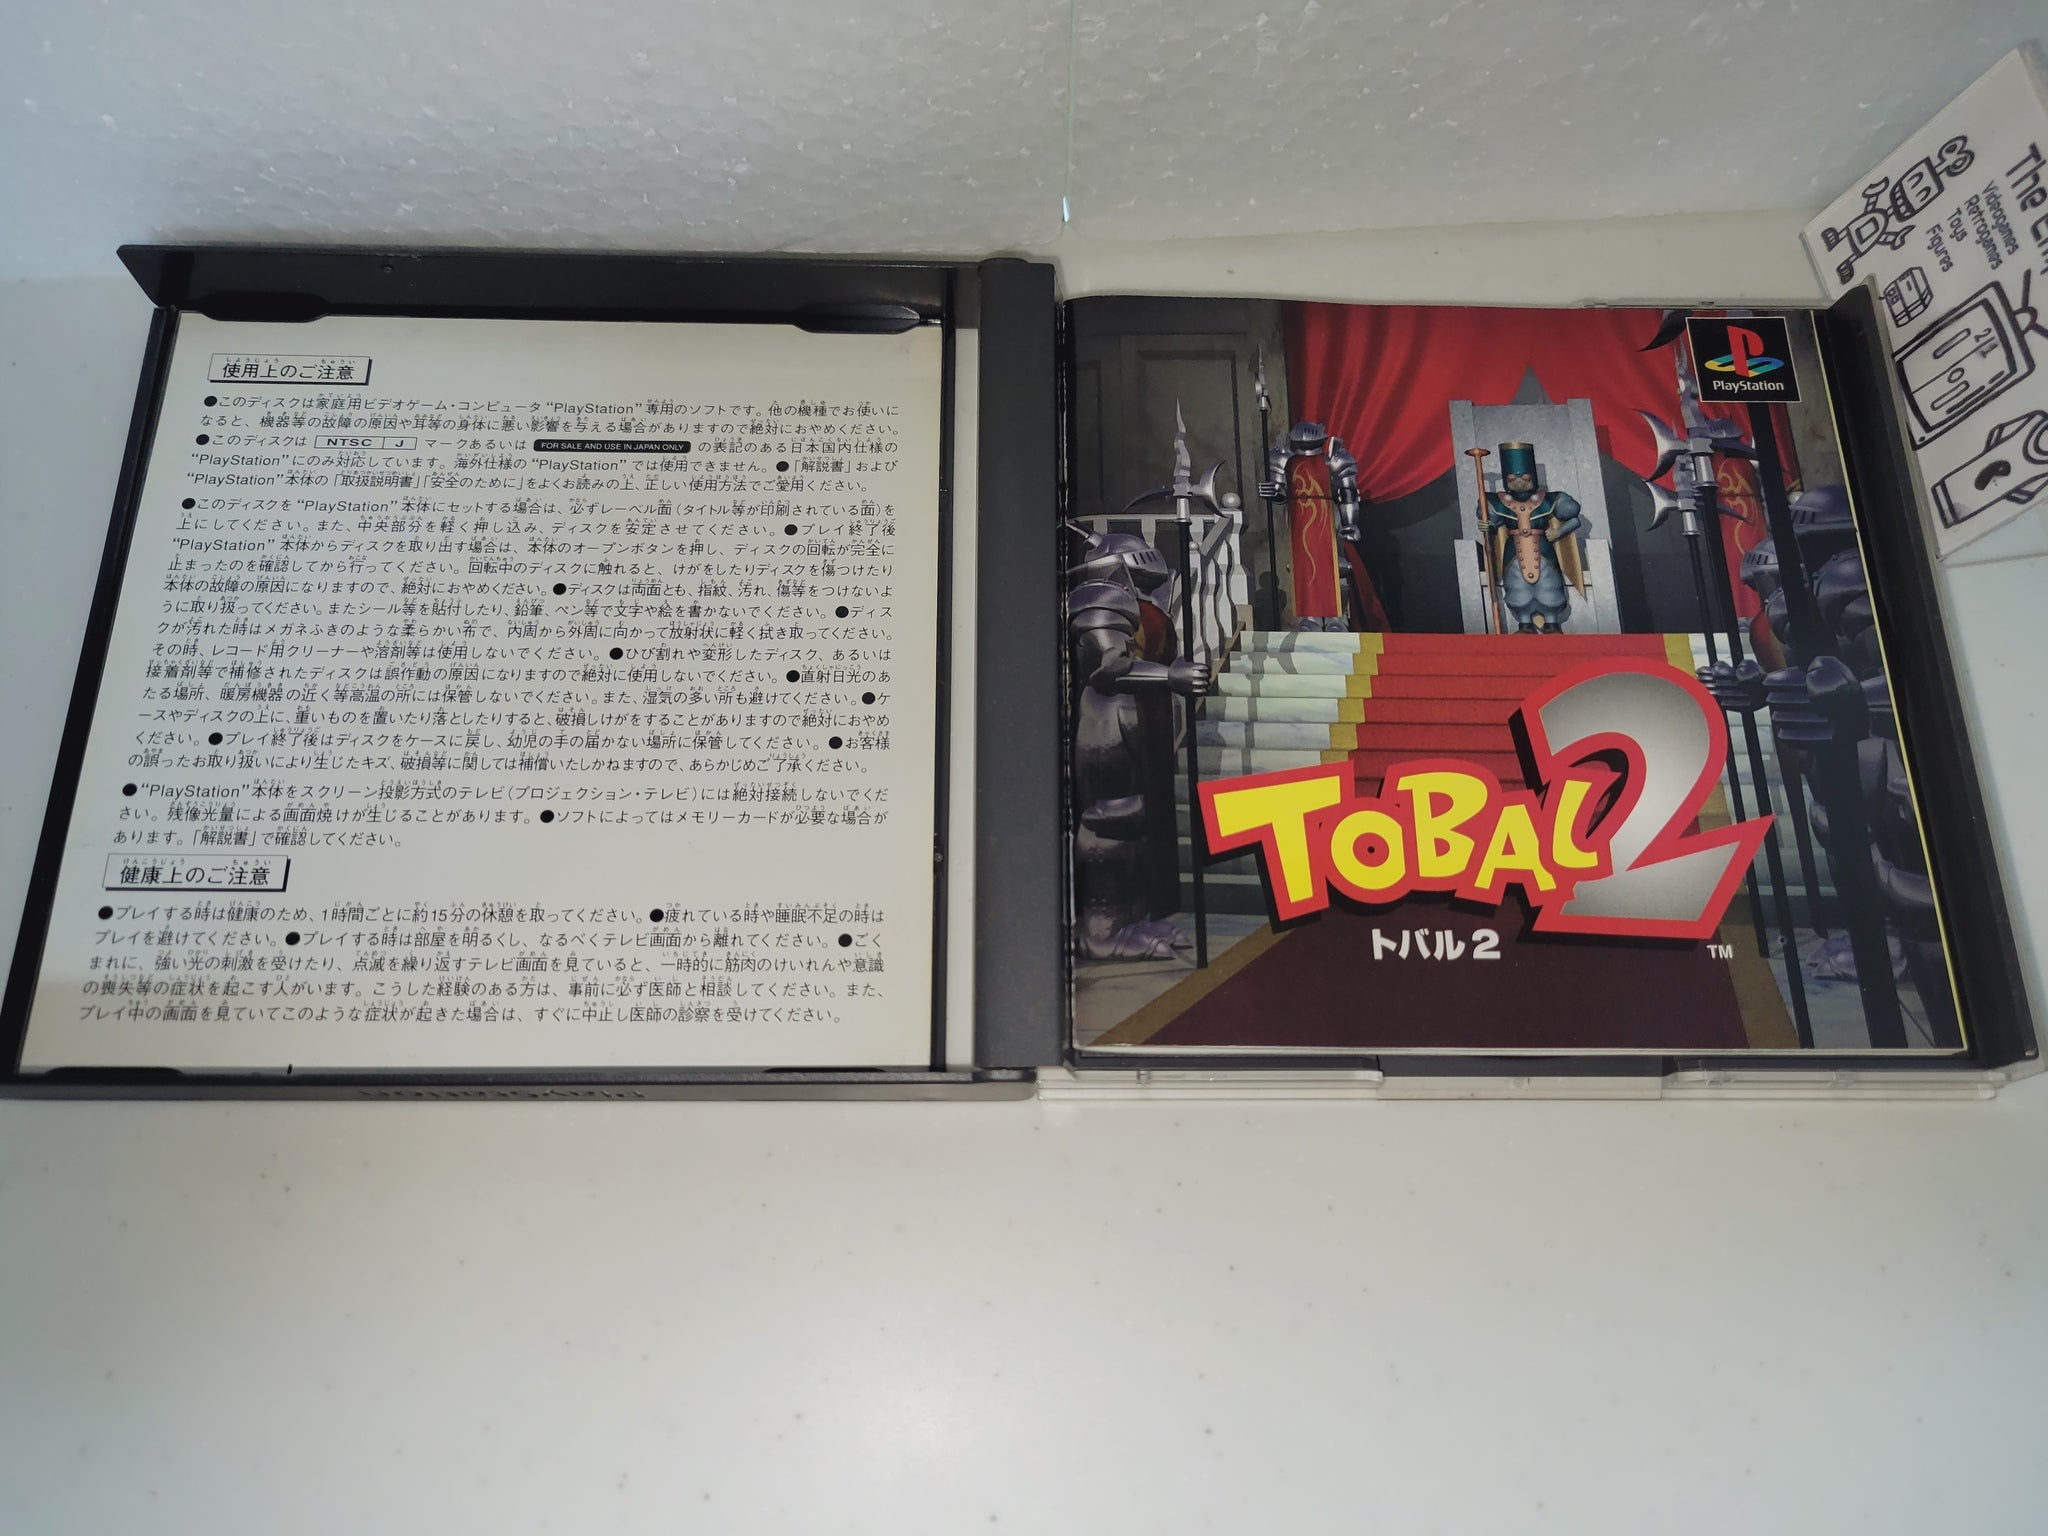 使用上のご注意
●このディスクは家庭用ビデオゲーム・コンピュータ“PlayStation”専用のソフトです。他の機種でお使いに
なると、機器等の故障の原因や耳等の身体に悪い影響を与える場合がありますので絶対におやめください。
●このディスクは NTSC J マークあるいは FOR SALE AND USE IN JAPAN ONLY の表記のある日本国内仕様の
“PlayStation”にのみ対応しています。海外仕様の“PlayStation”では使用できません。●「解説書」および
“PlayStation”本体の「取扱説明書」「安全のために」をよくお読みの上、正しい使用方法でご愛用ください。
●このディスクを“PlayStation”本体にセットする場合は、必ずレーベル面(タイトル等が印刷されている面)を
上にしてください。また、中央部分を軽く押し込み、ディスクを安定させてください。●プレイ終了後
“PlayStation”本体からディスクを取り出す場合は、本体のオープンボタンを押し、ディスクの回転が完全に
止まったのを確認してから行ってください。回転中のディスクに触れると、けがをしたりディスクを傷つけたり
本体の故障の原因になりますので、絶対におやめください。●ディスクは両面とも、指紋、汚れ、傷等をつけないよ
うに取り扱ってください。またシール等を貼付したり、鉛筆、ペン等で文字や絵を書かないでください。●ディス
クが汚れた時はメガネふきのような柔らかい布で、内周から外周に向かって放射状に軽く拭き取ってください。
その時、レコード用クリーナーや溶剤等は使用しないでください。●ひび割れや変形したディスク、あるいは
接着剤等で補修されたディスクは誤作動の原因になりますので絶対に使用しないでください。●直射日光のあ
たる場所、暖房機器の近く等高温の所には保管しないでください。また、湿気の多い所も避けてください。●ケ
ースやディスクの上に、重いものを置いたり落としたりすると、破損しけがをすることがありますので絶対におやめ
ください。●プレイ終了後はディスクをケースに戻し、幼児の手の届かない場所に保管してください。●お客様
の誤ったお取り扱いにより生じたキズ、破損等に関しては補償いたしかねますので、あらかじめご了承ください。
●“PlayStation”本体をスクリーン投影方式のテレビ(プロジェクション・テレビ)には絶対接続しないでくだ
さい。残像光量による画面焼けが生じることがあります。●ソフトによってはメモリーカードが必要な場合が
あります。「解説書」で確認してください。
健康上のご注意
●プレイする時は健康のため、1時間ごとに約15分の休憩を取ってください。●疲れている時や睡眠不足の時は
プレイを避けてください。●プレイする時は部屋を明るくし、なるべくテレビ画面から離れてください。●ごく
まれに、強い光の刺激を受けたり、点滅を繰り返すテレビ画面を見ていると、一時的に筋肉のけいれんや意識
の喪失等の症状を起こす人がいます。こうした経験のある方は、事前に必ず医師と相談してください。また、
プレイ中の画面を見ていてこのような症状が起きた場合は、すぐに中止し医師の診察を受けてください。
PlayStation
PlayStation
TOBAL 2
トバル2
TM
The
Videogames
Retrogames
Toys
Figures